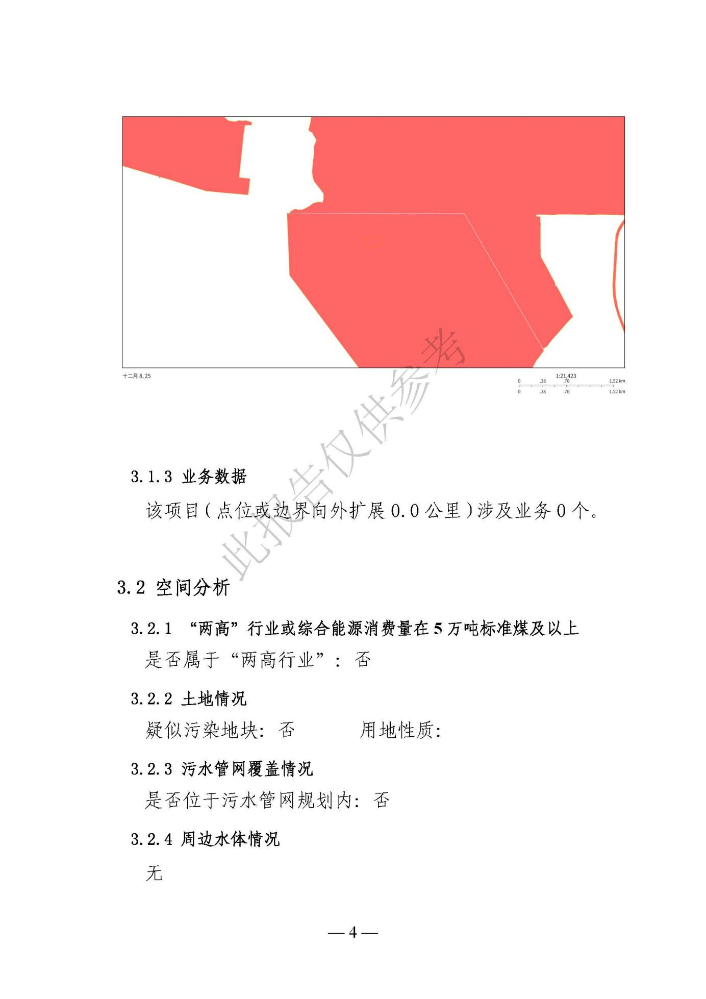 十二月 8, 25
1:21,423
0 .38 .76 1.52 km
0 .38 .76 1.52 km
3.1.3 业务数据
该项目(点位或边界向外扩展0.0公里)涉及业务0个。
3.2 空间分析
3.2.1 “两高”行业或综合能源消费量在5万吨标准煤及以上
是否属于“两高行业”: 否
3.2.2 土地情况
疑似污染地块: 否 用地性质:
3.2.3 污水管网覆盖情况
是否位于污水管网规划内: 否
3.2.4 周边水体情况
无
— 4 —
此报告仅供参考